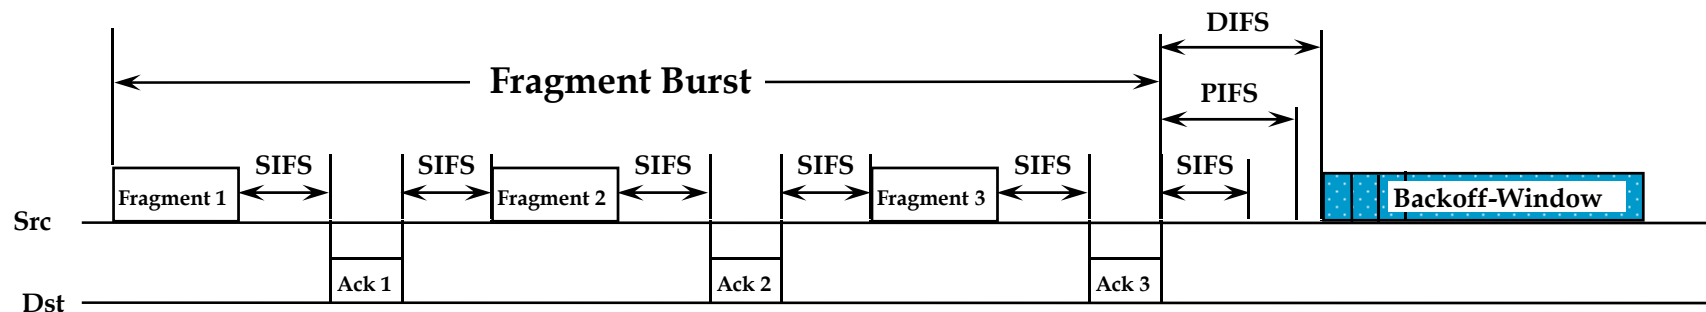 DIFS
Fragment Burst
PIFS
SIFS SIFS SIFS SIFS SIFS SIFS
Fragment 1 Fragment 2 Fragment 3 Backoff-Window
Src
Ack 1 Ack 2 Ack 3
Dst